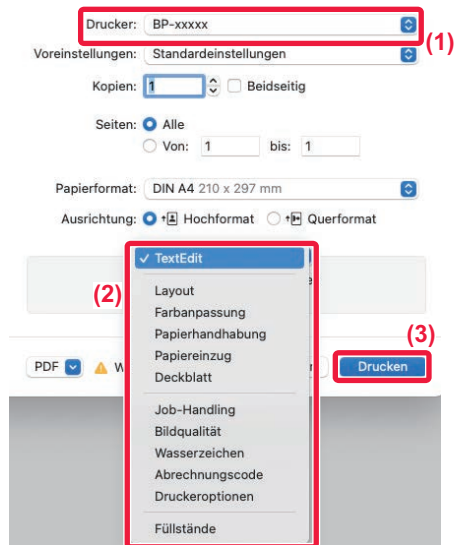 Drucker: BP-xxxxx
(1)
Voreinstellungen: Standardeinstellungen
Kopien: 1 Beidseitig
Seiten: Alle
Von: 1 bis: 1
Papierformat: DIN A4 210 x 297 mm
Ausrichtung: Hochformat Querformat
✓ TextEdit
(2)
Layout
Farbanpassung
Papierhandhabung
Papiereinzug
Deckblatt
(3)
PDF Drucken
Job-Handling
Bildqualität
Wasserzeichen
Abrechnungscode
Druckeroptionen
Füllstände